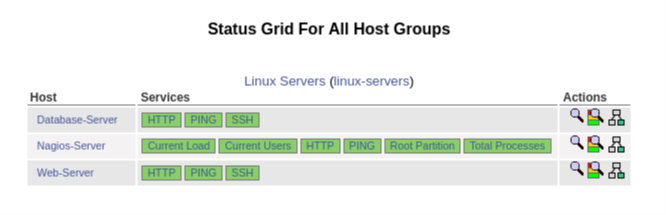 Status Grid For All Host Groups
Linux Servers (linux-servers)
Host Services Actions
Database-Server HTTP PING SSH
Nagios-Server Current Load Current Users HTTP PING Root Partition Total Processes
Web-Server HTTP PING SSH